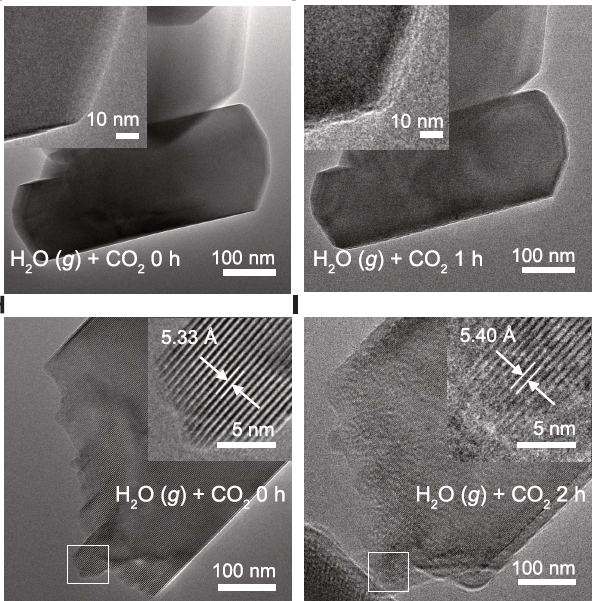 10 nm
H₂O (g) + CO₂ 0 h
100 nm
10 nm
H₂O (g) + CO₂ 1 h
100 nm
5.33 Å
5 nm
H₂O (g) + CO₂ 0 h
100 nm
5.40 Å
5 nm
H₂O (g) + CO₂ 2 h
100 nm